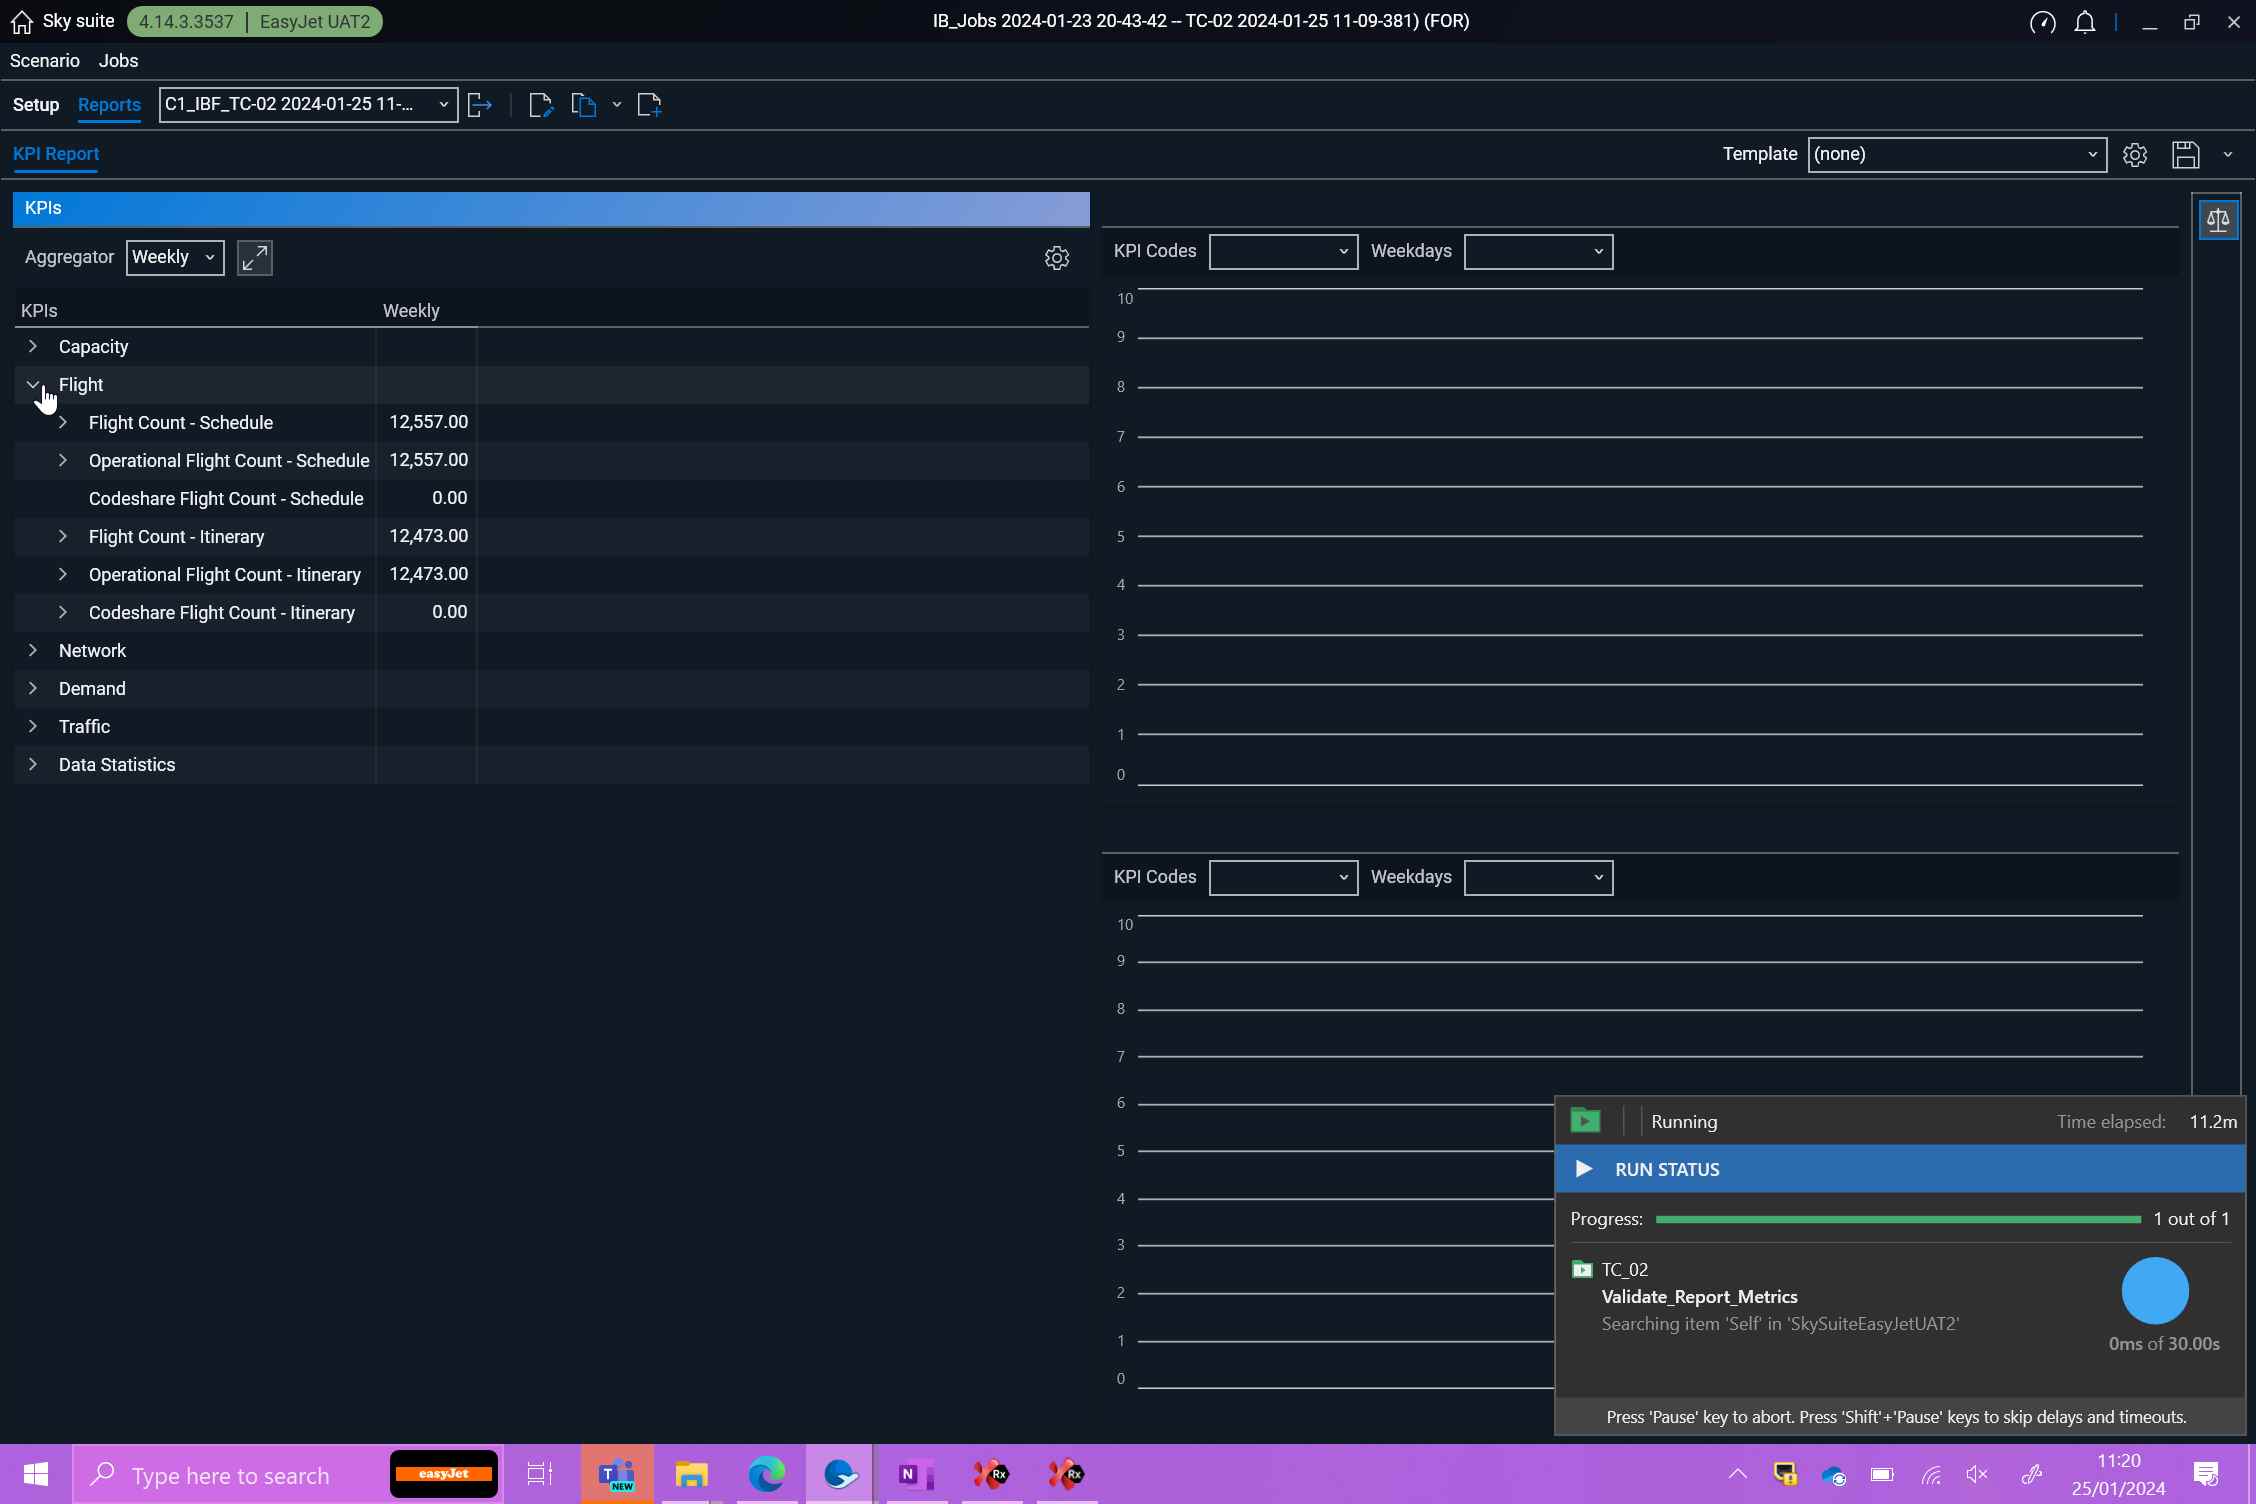 Sky suite 4.14.3.3537 | EasyJet UAT2
IB_Jobs 2024-01-23 20-43-42 -- TC-02 2024-01-25 11-09-381) (FOR)
Scenario Jobs
Setup Reports C1_IBF_TC-02 2024-01-25 11-...
KPI Report
Template (none)
KPIs
Aggregator Weekly
KPIs Weekly
Capacity
Flight
Flight Count - Schedule 12,557.00
Operational Flight Count - Schedule 12,557.00
Codeshare Flight Count - Schedule 0.00
Flight Count - Itinerary 12,473.00
Operational Flight Count - Itinerary 12,473.00
Codeshare Flight Count - Itinerary 0.00
Network
Demand
Traffic
Data Statistics
KPI Codes Weekdays
10
9
8
7
6
5
4
3
2
1
0
KPI Codes Weekdays
10
9
8
7
6
5
4
3
2
1
0
Running Time elapsed: 11.2m
RUN STATUS
Progress: 1 out of 1
TC_02
Validate_Report_Metrics
Searching item 'Self' in 'SkySuiteEasyJetUAT2'
0ms of 30.00s
Press 'Pause' key to abort. Press 'Shift'+'Pause' keys to skip delays and timeouts.
Type here to search
easyJet
T
NEW
N
Rx
Rx
11:20
25/01/2024